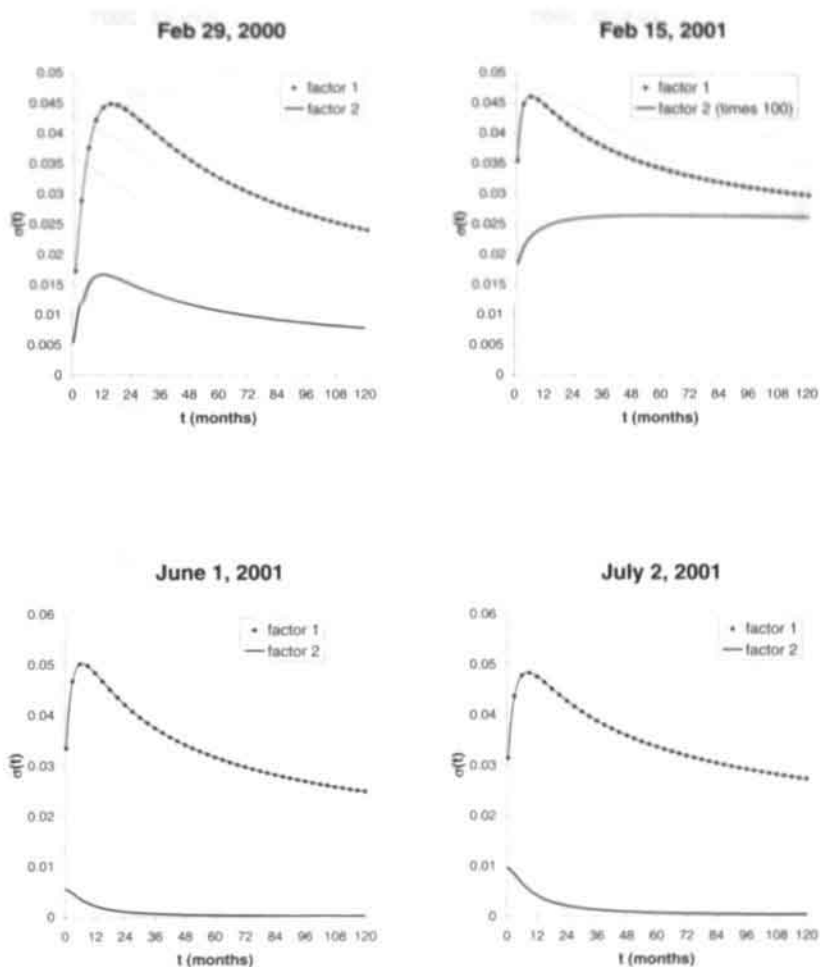 Feb 29, 2000
factor 1
factor 2
0.05
0.045
0.04
0.035
0.03
0.025
0.02
0.015
0.01
0.005
0
σ(t)
0 12 24 36 48 60 72 84 96 108 120
t (months)
Feb 15, 2001
factor 1
factor 2 (times 100)
0.05
0.045
0.04
0.035
0.03
0.025
0.02
0.015
0.01
0.005
0
σ(t)
0 12 24 36 48 60 72 84 96 108 120
t (months)
June 1, 2001
factor 1
factor 2
0.06
0.05
0.04
0.03
0.02
0.01
0
σ(t)
0 12 24 36 48 60 72 84 96 108 120
t (months)
July 2, 2001
factor 1
factor 2
0.06
0.05
0.04
0.03
0.02
0.01
0
σ(t)
0 12 24 36 48 60 72 84 96 108 120
t (months)